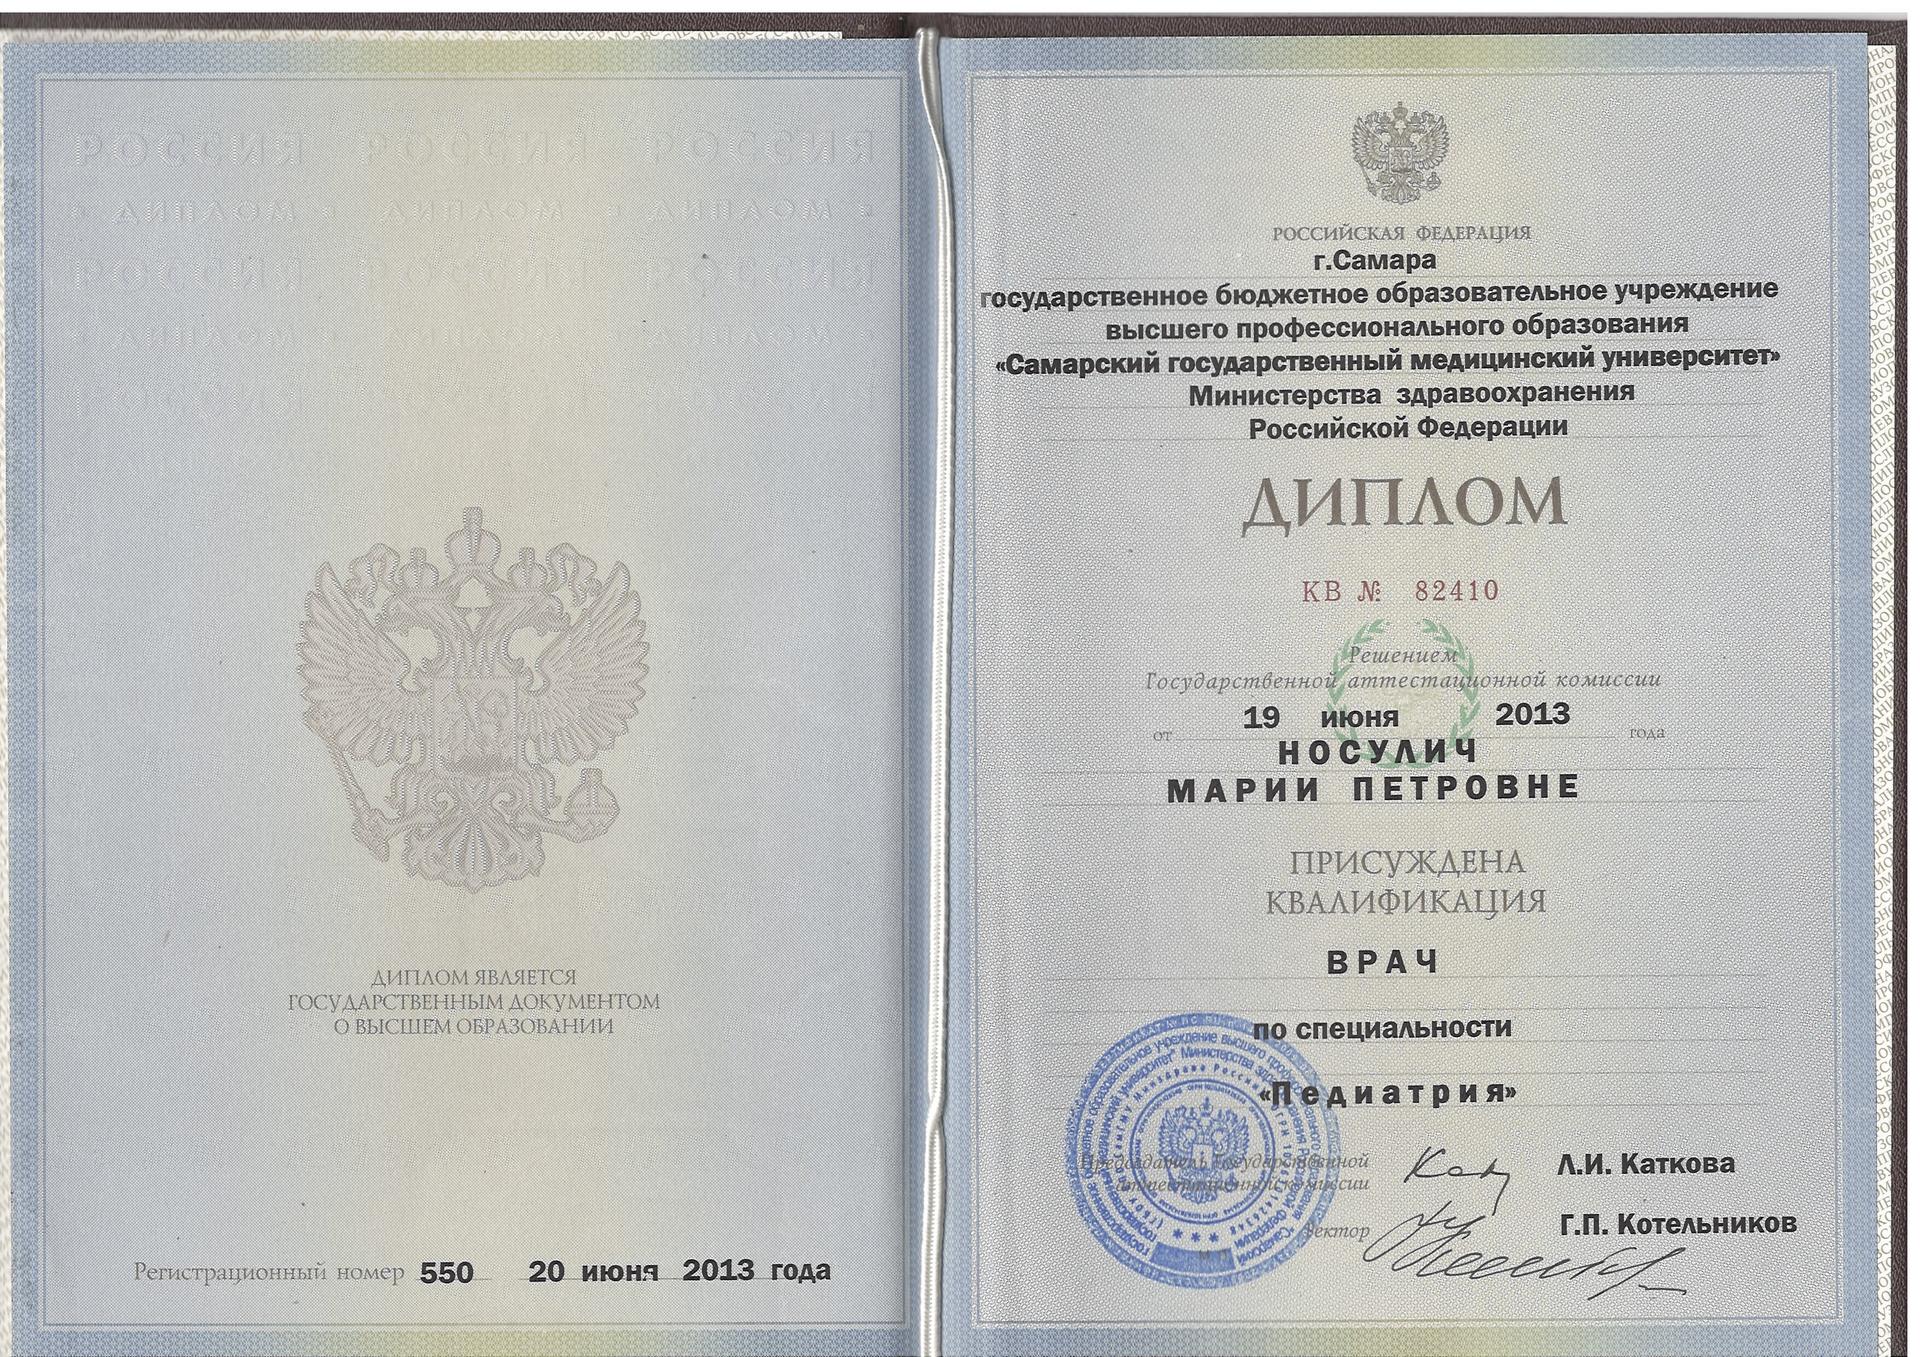 РОССИЯ РОССИЯ РОССИЯ
ДИПЛОМ ДИПЛОМ ДИПЛОМ
РОССИЯ РОССИЯ РОССИЯ
ДИПЛОМ ЯВЛЯЕТСЯ
ГОСУДАРСТВЕННЫМ ДОКУМЕНТОМ
О ВЫСШЕМ ОБРАЗОВАНИИ
Регистрационный номер 550 20 июня 2013 года
РОССИЙСКАЯ ФЕДЕРАЦИЯ
г.Самара
государственное бюджетное образовательное учреждение
высшего профессионального образования
«Самарский государственный медицинский университет»
Министерства здравоохранения
Российской Федерации
ДИПЛОМ
КВ № 82410
Решением
Государственной аттестационной комиссии
от 19 июня 2013 года
НОСУЛИЧ
МАРИИ ПЕТРОВНЕ
ПРИСУЖДЕНА
КВАЛИФИКАЦИЯ
ВРАЧ
по специальности
«Педиатрия»
Председатель Государственной
аттестационной комиссии Л.И. Каткова
Ректор Г.П. Котельников
М.П.